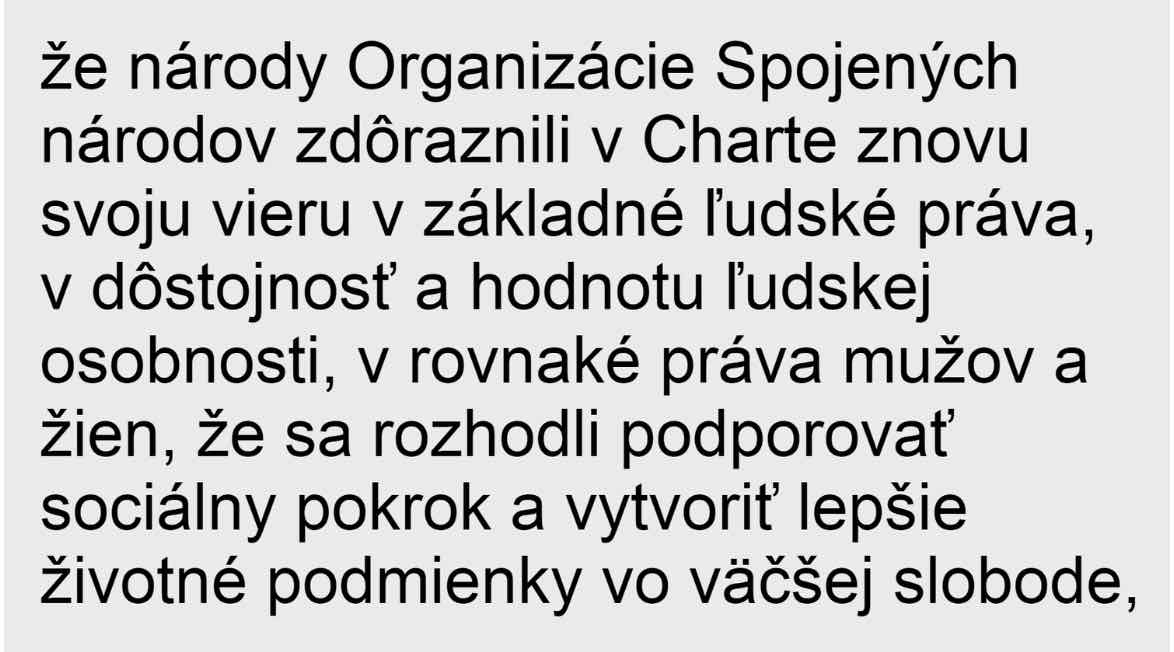 že národy Organizácie Spojených
národov zdôraznili v Charte znovu
svoju vieru v základné ľudské práva,
v dôstojnosť a hodnotu ľudskej
osobnosti, v rovnaké práva mužov a
žien, že sa rozhodli podporovať
sociálny pokrok a vytvoriť lepšie
životné podmienky vo väčšej slobode,